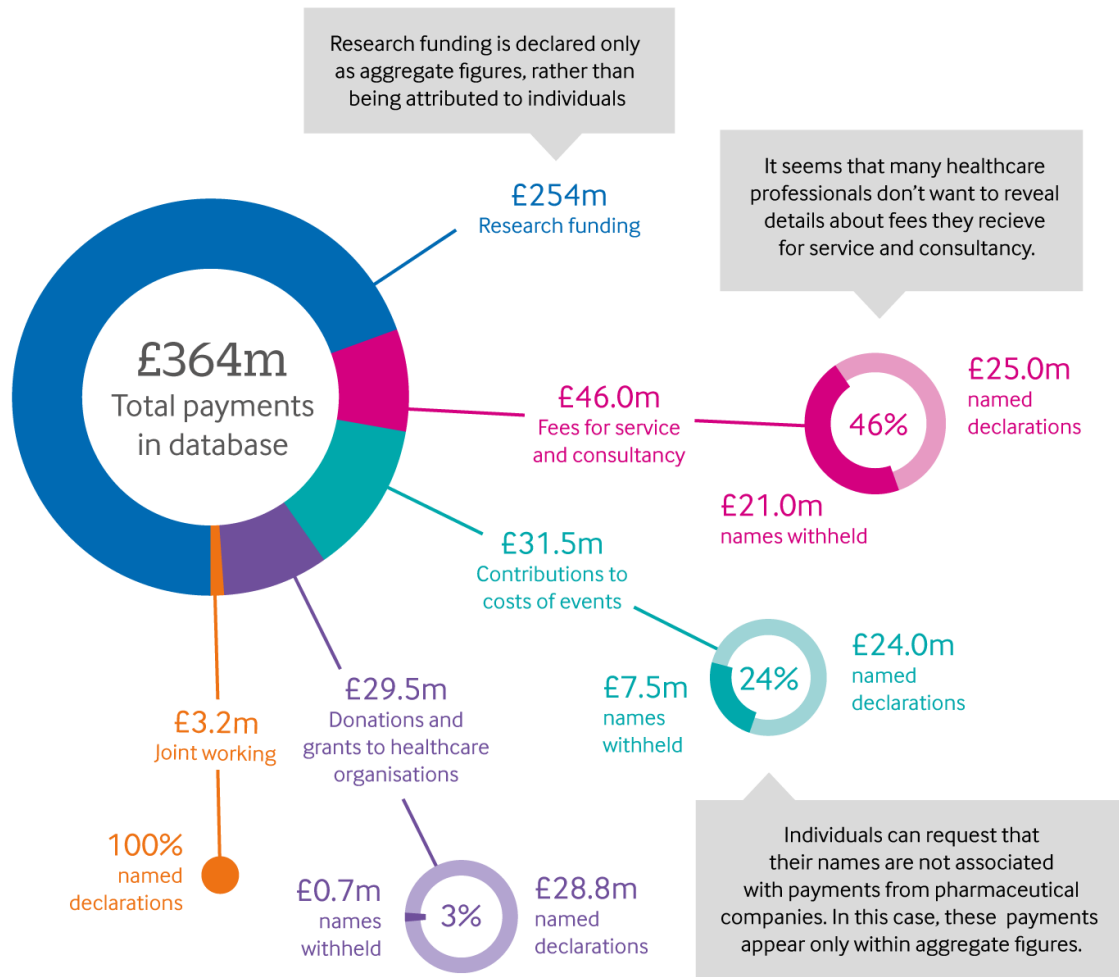 Research funding is declared only
as aggregate figures, rather than
being attributed to individuals
It seems that many healthcare
professionals don't want to reveal
details about fees they recieve
for service and consultancy.
£254m
Research funding
£364m
Total payments
in database
£46.0m
Fees for service
and consultancy
46%
£25.0m
named
declarations
£21.0m
names withheld
£31.5m
Contributions to
costs of events
24%
£24.0m
named
declarations
£7.5m
names
withheld
£29.5m
Donations and
grants to healthcare
organisations
£3.2m
Joint working
100%
named
declarations
£0.7m
names
withheld
3%
£28.8m
named
declarations
Individuals can request that
their names are not associated
with payments from pharmaceutical
companies. In this case, these payments
appear only within aggregate figures.